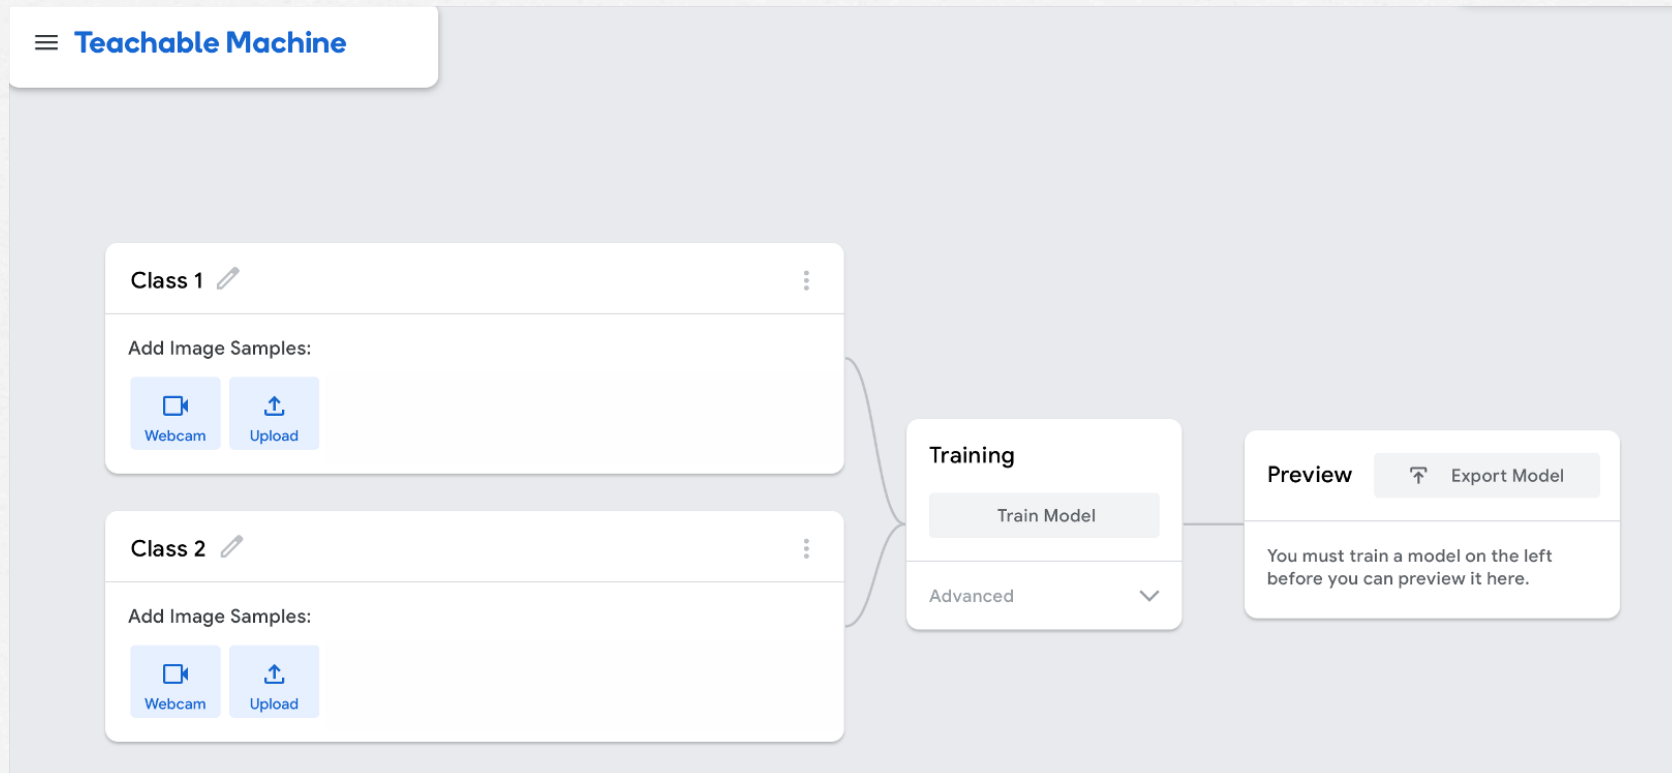 Teachable Machine
Class 1
Add Image Samples:
Webcam
Upload
Class 2
Add Image Samples:
Webcam
Upload
Training
Train Model
Advanced
Preview
Export Model
You must train a model on the left
before you can preview it here.